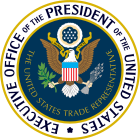 EXECUTIVE OFFICE OF THE PRESIDENT OF THE UNITED STATES
THE UNITED STATES TRADE REPRESENTATIVE